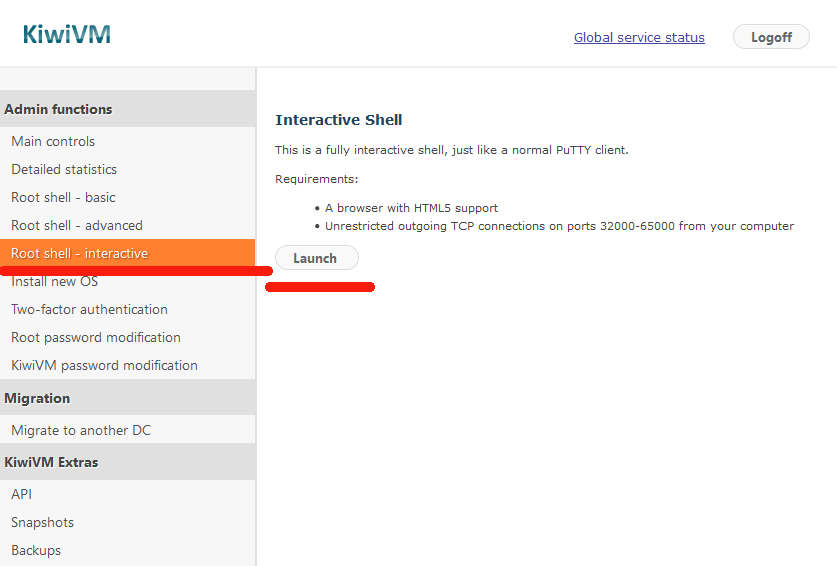 KiwiVM
Global service status
Logoff
Admin functions
Main controls
Detailed statistics
Root shell - basic
Root shell - advanced
Root shell - interactive
Install new OS
Two-factor authentication
Root password modification
KiwiVM password modification
Migration
Migrate to another DC
KiwiVM Extras
API
Snapshots
Backups
Interactive Shell
This is a fully interactive shell, just like a normal PuTTY client.
Requirements:
• A browser with HTML5 support
• Unrestricted outgoing TCP connections on ports 32000-65000 from your computer
Launch